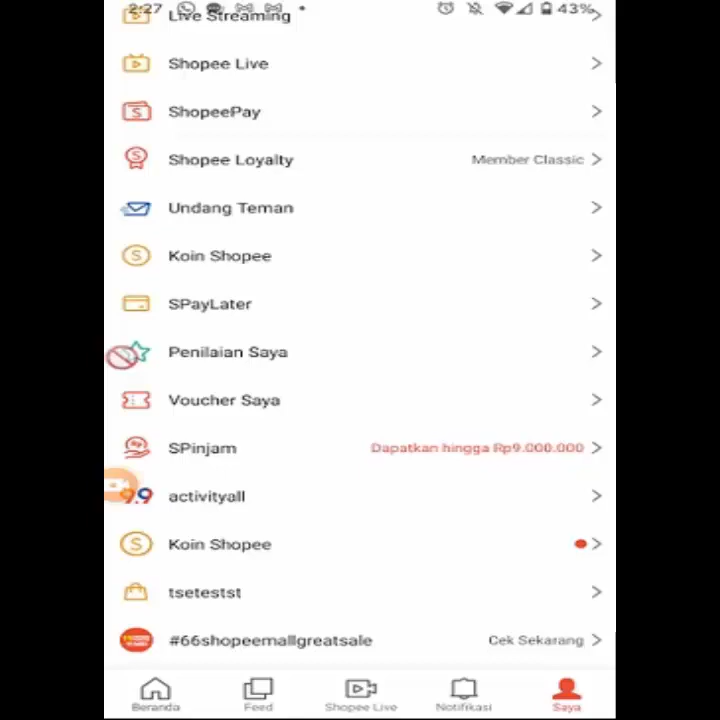 2:27 43%
Live Streaming
Shopee Live
ShopeePay
Shopee Loyalty Member Classic
Undang Teman
Koin Shopee
SPayLater
Penilaian Saya
Voucher Saya
SPinjam Dapatkan hingga Rp9.000.000
9.9 activityall
Koin Shopee
tsetestst
#66shopeemallgreatsale Cek Sekarang
Beranda Feed Shopee Live Notifikasi Saya